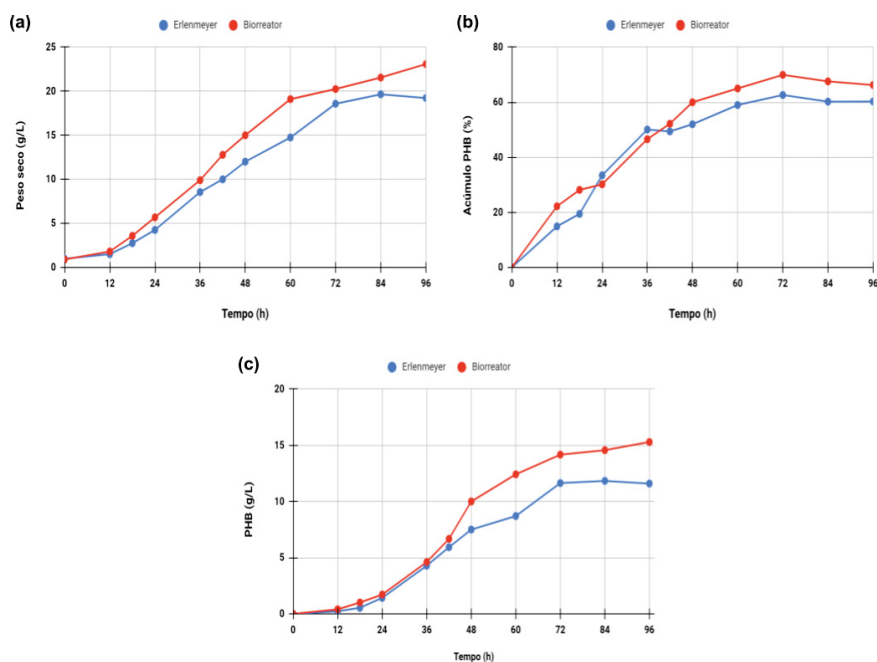 (a)
Erlenmeyer Biorreator
25
20
15
10
5
0
Peso seco (g/L)
0 12 24 36 48 60 72 84 96
Tempo (h)
(b)
Erlenmeyer Biorreator
80
60
40
20
0
Acúmulo PHB (%)
0 12 24 36 48 60 72 84 96
Tempo (h)
(c)
Erlenmeyer Biorreator
20
15
10
5
0
PHB (g/L)
0 12 24 36 48 60 72 84 96
Tempo (h)